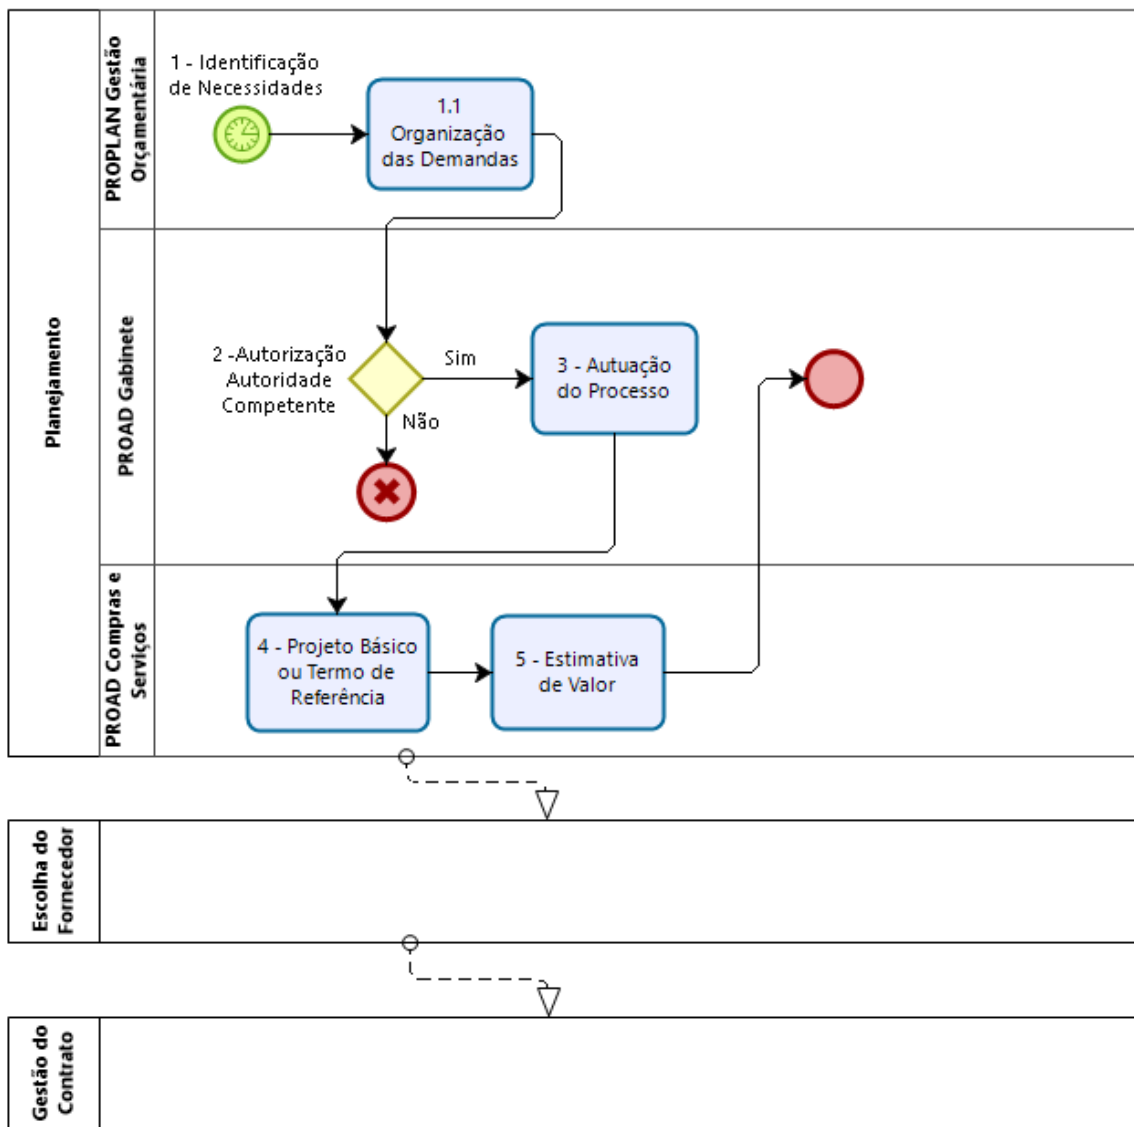 Planejamento
PROPLAN Gestão
Orçamentária
1 - Identificação
de Necessidades
1.1
Organização
das Demandas
PROAD Gabinete
2 -Autorização
Autoridade
Competente
Sim
Não
3 - Autuação
do Processo
PROAD Compras e
Serviços
4 - Projeto Básico
ou Termo de
Referência
5 - Estimativa
de Valor
Escolha do
Fornecedor
Gestão do
Contrato